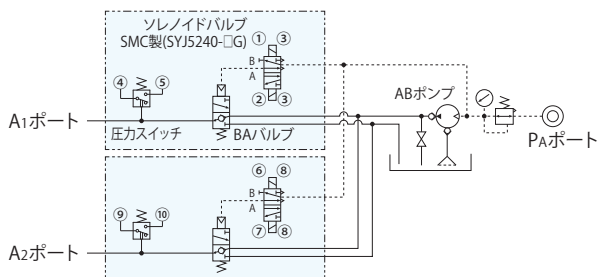 ソレノイドバルブ
SMC製(SYJ5240-□G)
① ③
B
A
② ③
④ ⑤
A1ポート
圧力スイッチ
BAバルブ
ABポンプ
PAポート
⑥ ⑧
B
A
⑦ ⑧
⑨ ⑩
A2ポート